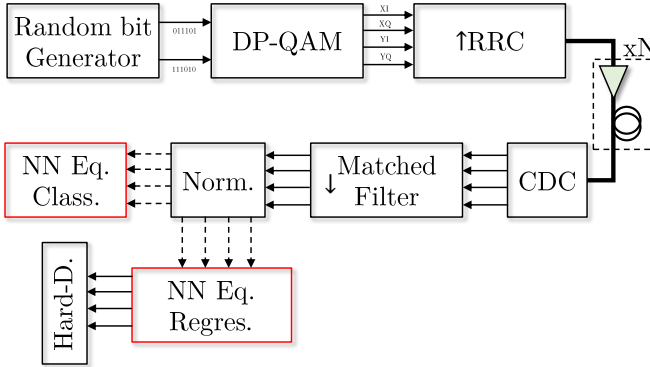 Random bit
Generator
011101
111010
DP-QAM
XI
XQ
YI
YQ
↑RRC
xN
NN Eq.
Class.
Norm.
↓ Matched
Filter
CDC
Hard-D.
NN Eq.
Regres.